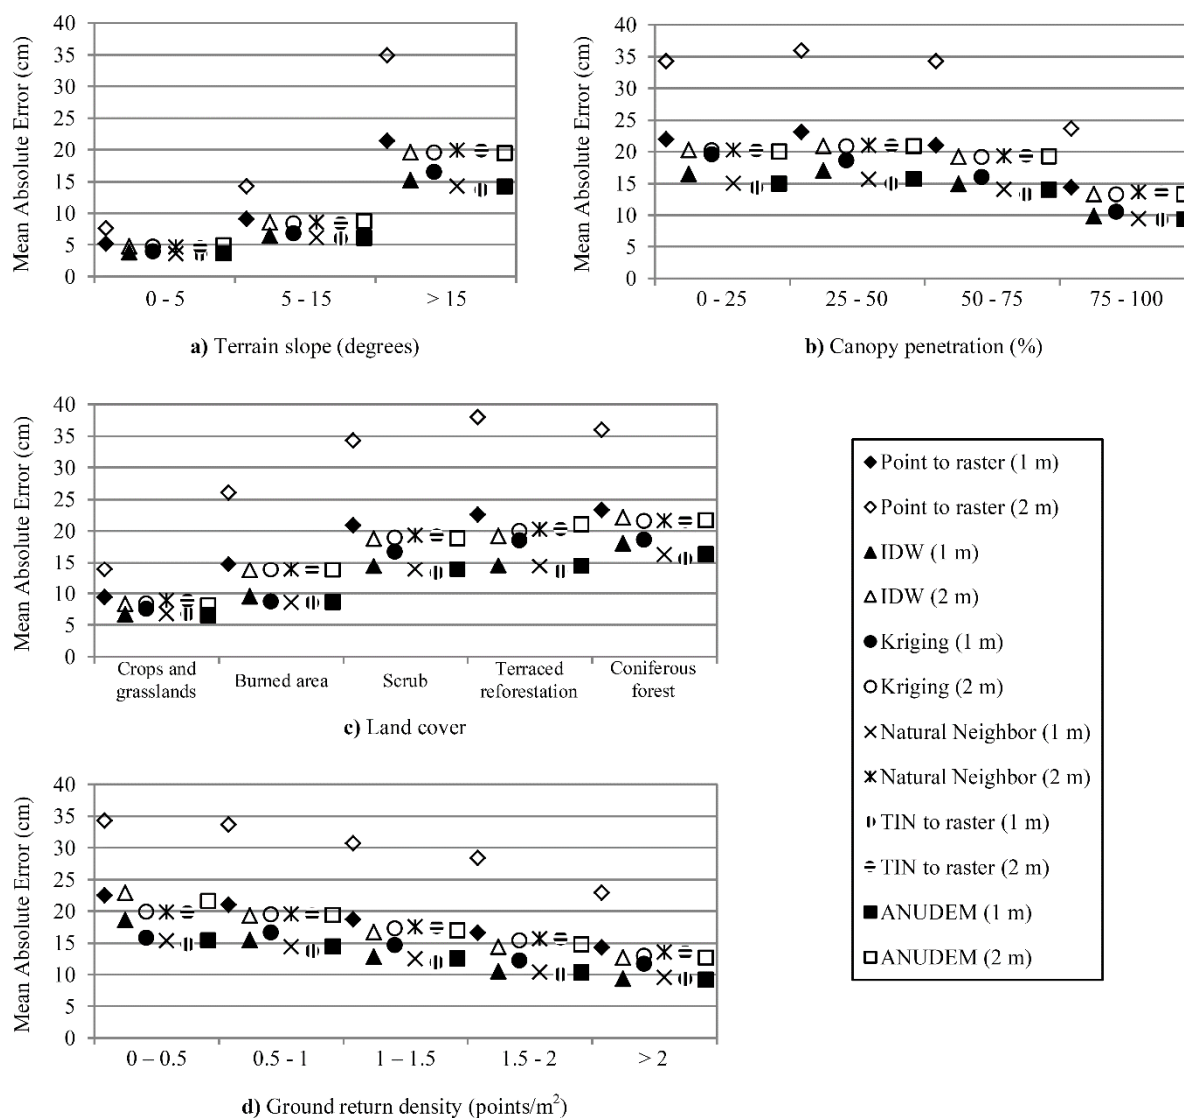 40
35
30
25
20
15
10
5
0
Mean Absolute Error (cm)
0 - 5 5 - 15 > 15
a) Terrain slope (degrees)
40
35
30
25
20
15
10
5
0
Mean Absolute Error (cm)
0 - 25 25 - 50 50 - 75 75 - 100
b) Canopy penetration (%)
40
35
30
25
20
15
10
5
0
Mean Absolute Error (cm)
Crops and grasslands Burned area Scrub Terraced reforestation Coniferous forest
c) Land cover
Point to raster (1 m)
Point to raster (2 m)
IDW (1 m)
IDW (2 m)
Kriging (1 m)
Kriging (2 m)
Natural Neighbor (1 m)
Natural Neighbor (2 m)
TIN to raster (1 m)
TIN to raster (2 m)
ANUDEM (1 m)
ANUDEM (2 m)
40
35
30
25
20
15
10
5
0
Mean Absolute Error (cm)
0 – 0.5 0.5 - 1 1 – 1.5 1.5 - 2 > 2
d) Ground return density (points/m²)